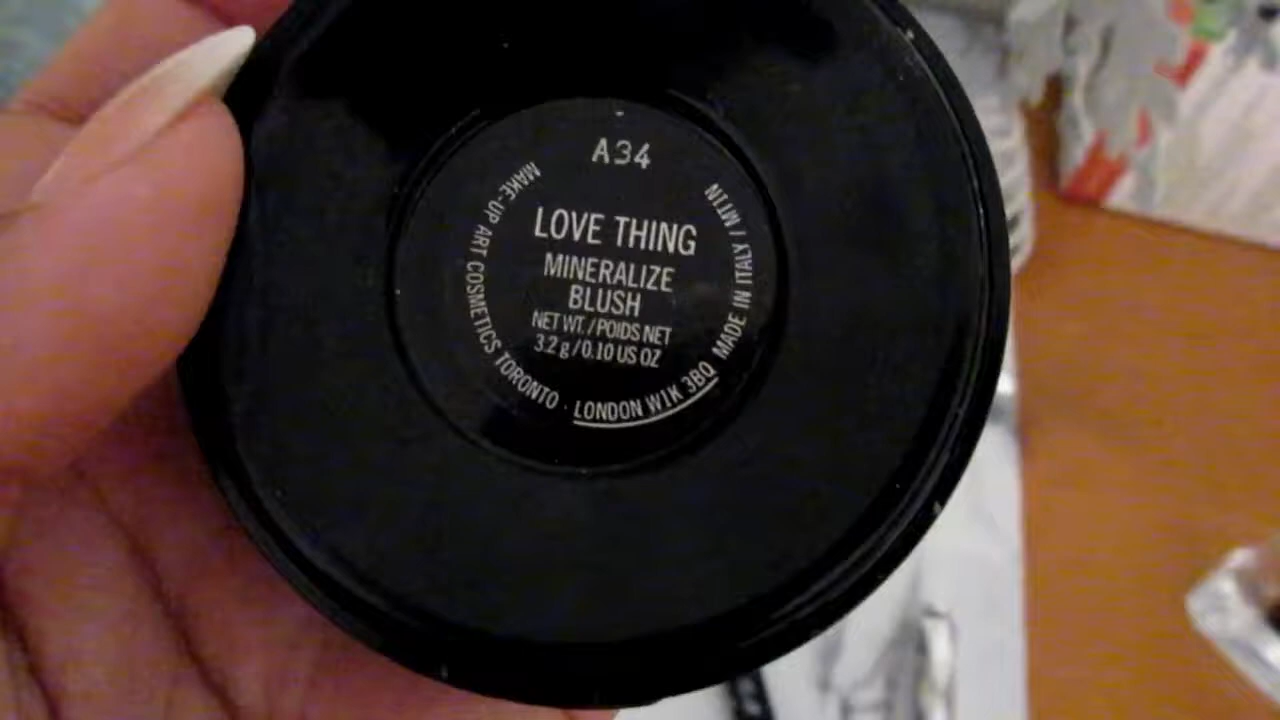 A34
LOVE THING
MINERALIZE
BLUSH
NET WT. / POIDS NET
3.2 g / 0.10 US OZ
MAKE-UP ART COSMETICS TORONTO · LONDON W1K 3BQ MADE IN ITALY / MTIN